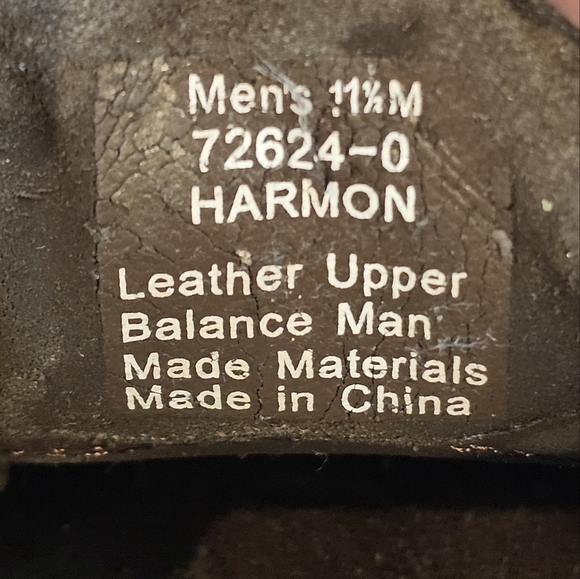 Men's 11½M
72624-0
HARMON
Leather Upper
Balance Man
Made Materials
Made in China